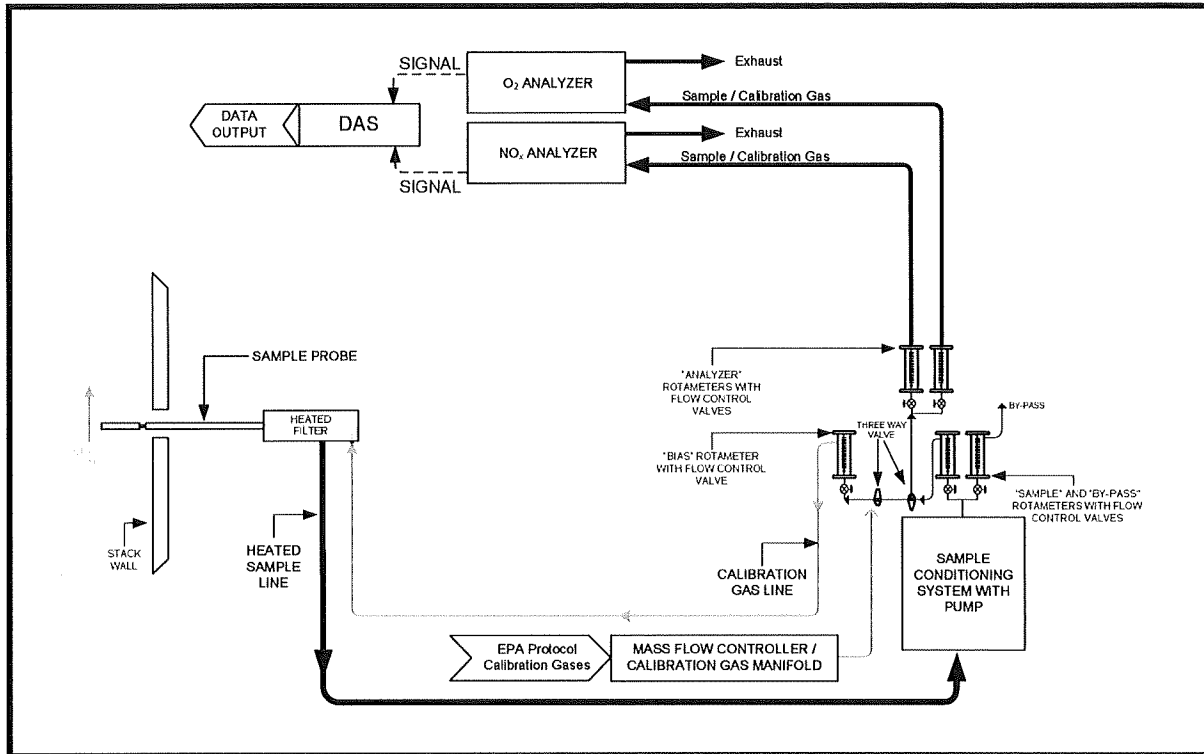 SIGNAL
O₂ ANALYZER
Exhaust
Sample / Calibration Gas
DATA
OUTPUT
DAS
NOₓ ANALYZER
Exhaust
Sample / Calibration Gas
SIGNAL
SAMPLE PROBE
HEATED
FILTER
STACK
WALL
HEATED
SAMPLE
LINE
"ANALYZER"
ROTAMETERS WITH
FLOW CONTROL
VALVES
BY-PASS
THREE WAY
VALVE
"BIAS" ROTAMETER
WITH FLOW CONTROL
VALVE
"SAMPLE" AND "BY-PASS"
ROTAMETERS WITH FLOW
CONTROL VALVES
CALIBRATION
GAS LINE
SAMPLE
CONDITIONING
SYSTEM WITH
PUMP
EPA Protocol
Calibration Gases
MASS FLOW CONTROLLER /
CALIBRATION GAS MANIFOLD